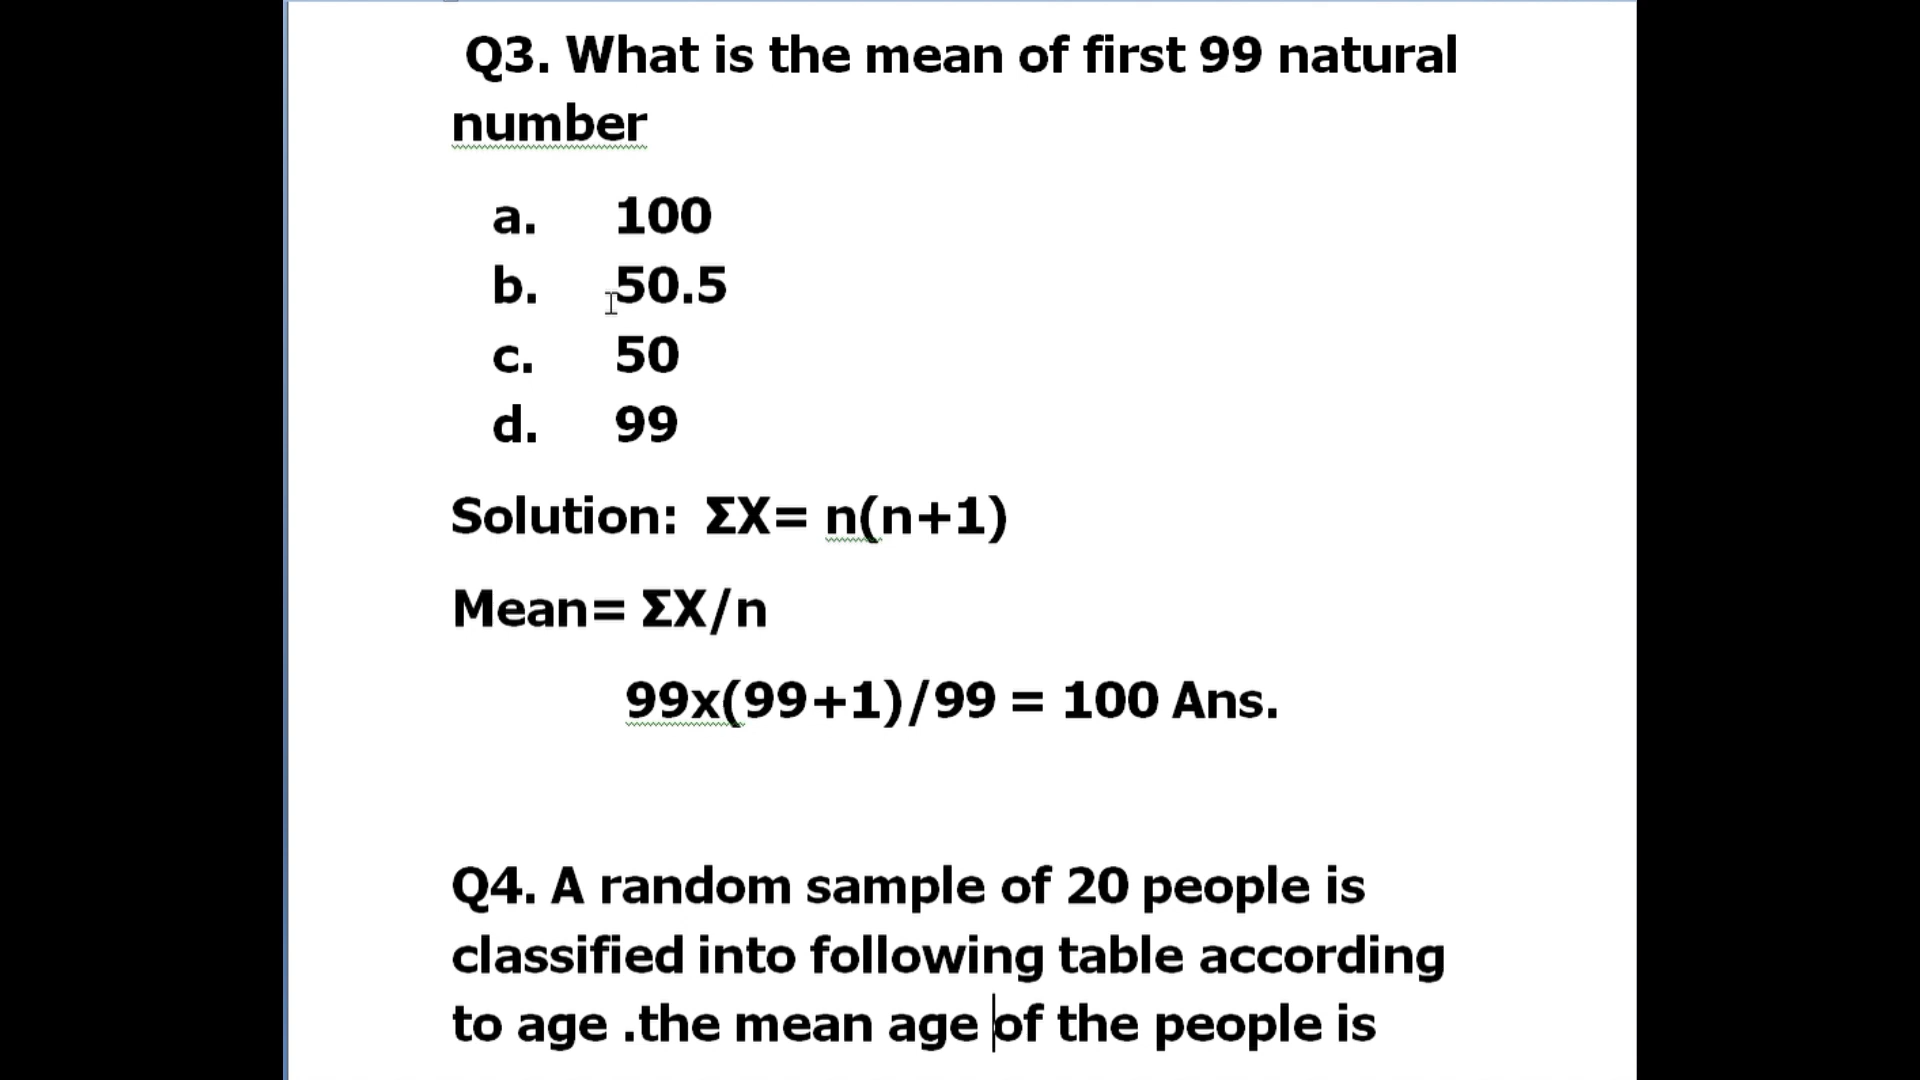 Q3. What is the mean of first 99 natural
number
a. 100
b. 50.5
c. 50
d. 99
Solution: ΣX= n(n+1)
Mean= ΣX/n
99x(99+1)/99 = 100 Ans.
Q4. A random sample of 20 people is
classified into following table according
to age .the mean age of the people is